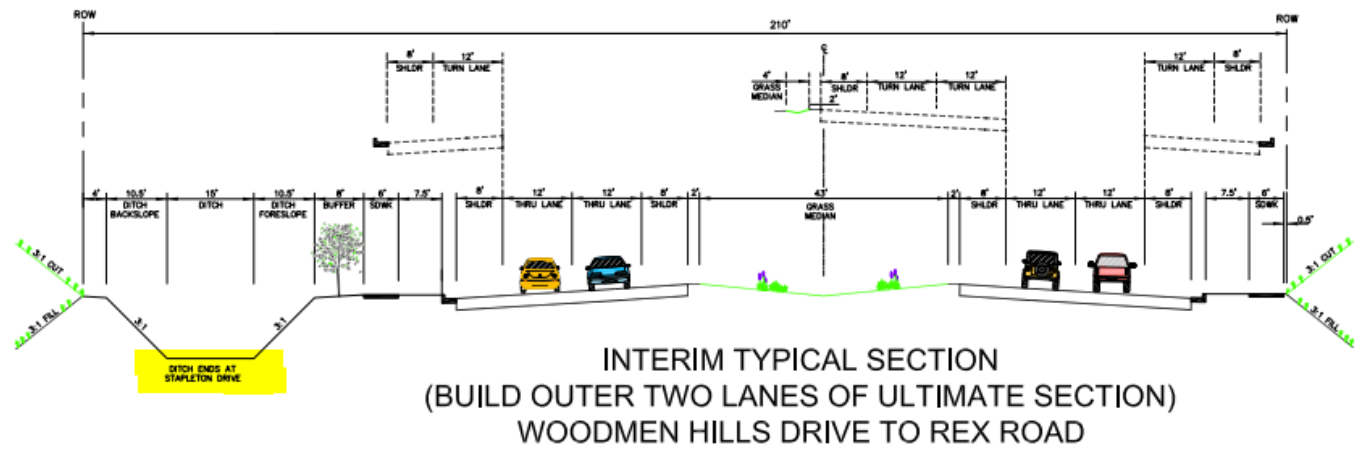 ROW
ROW
210'
8'
12'
SHLDR
TURN LANE
℄
4'
8'
12'
12'
GRASS
MEDIAN
SHLDR
TURN LANE
TURN LANE
2'
12'
8'
TURN LANE
SHLDR
4'
10.5'
15'
10.5'
8'
6'
7.5'
8'
12'
12'
8'
2'
43'
2'
8'
12'
12'
8'
7.5'
6'
DITCH
BACKSLOPE
DITCH
DITCH
FORESLOPE
BUFFER
SDWK
SHLDR
THRU LANE
THRU LANE
SHLDR
GRASS
MEDIAN
SHLDR
THRU LANE
THRU LANE
SHLDR
SDWK
0.5'
3:1 CUT
3:1 FILL
3:1
3:1
3:1 CUT
3:1 FILL
DITCH ENDS AT
STAPLETON DRIVE
INTERIM TYPICAL SECTION
(BUILD OUTER TWO LANES OF ULTIMATE SECTION)
WOODMEN HILLS DRIVE TO REX ROAD